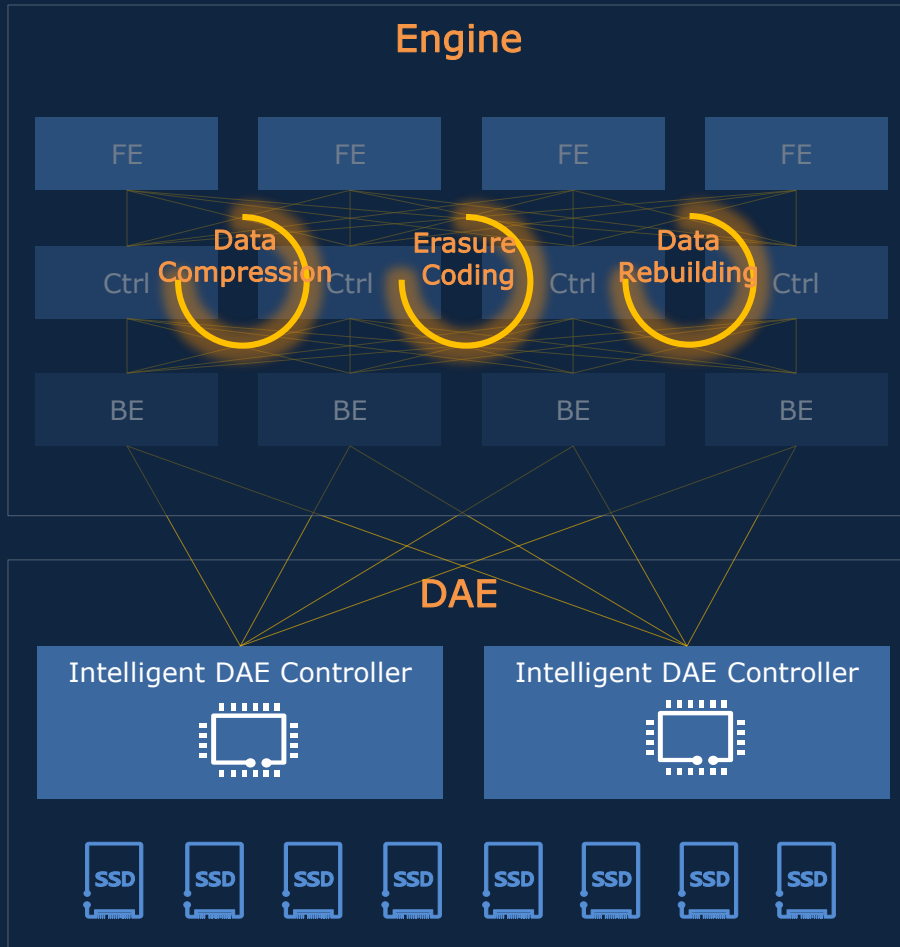 Engine
FE FE FE FE
Data
Compression
Erasure
Coding
Data
Rebuilding
Ctrl Ctrl Ctrl Ctrl
BE BE BE BE
DAE
Intelligent DAE Controller
Intelligent DAE Controller
SSD SSD SSD SSD SSD SSD SSD SSD